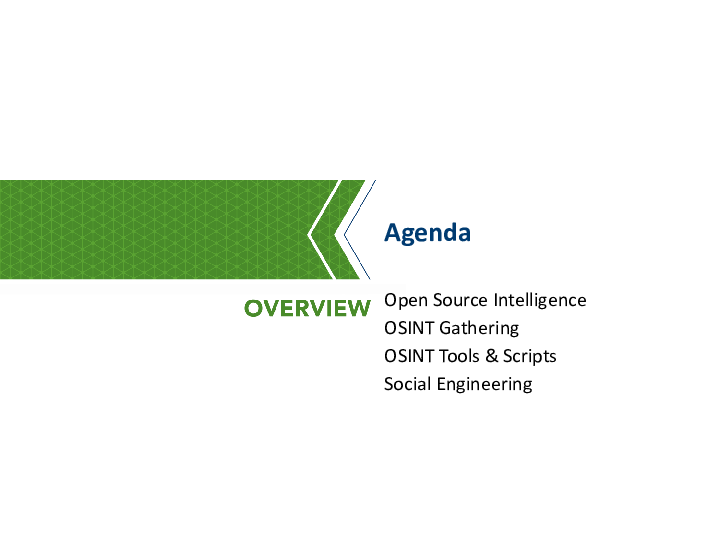 Agenda
OVERVIEW
Open Source Intelligence
OSINT Gathering
OSINT Tools & Scripts
Social Engineering